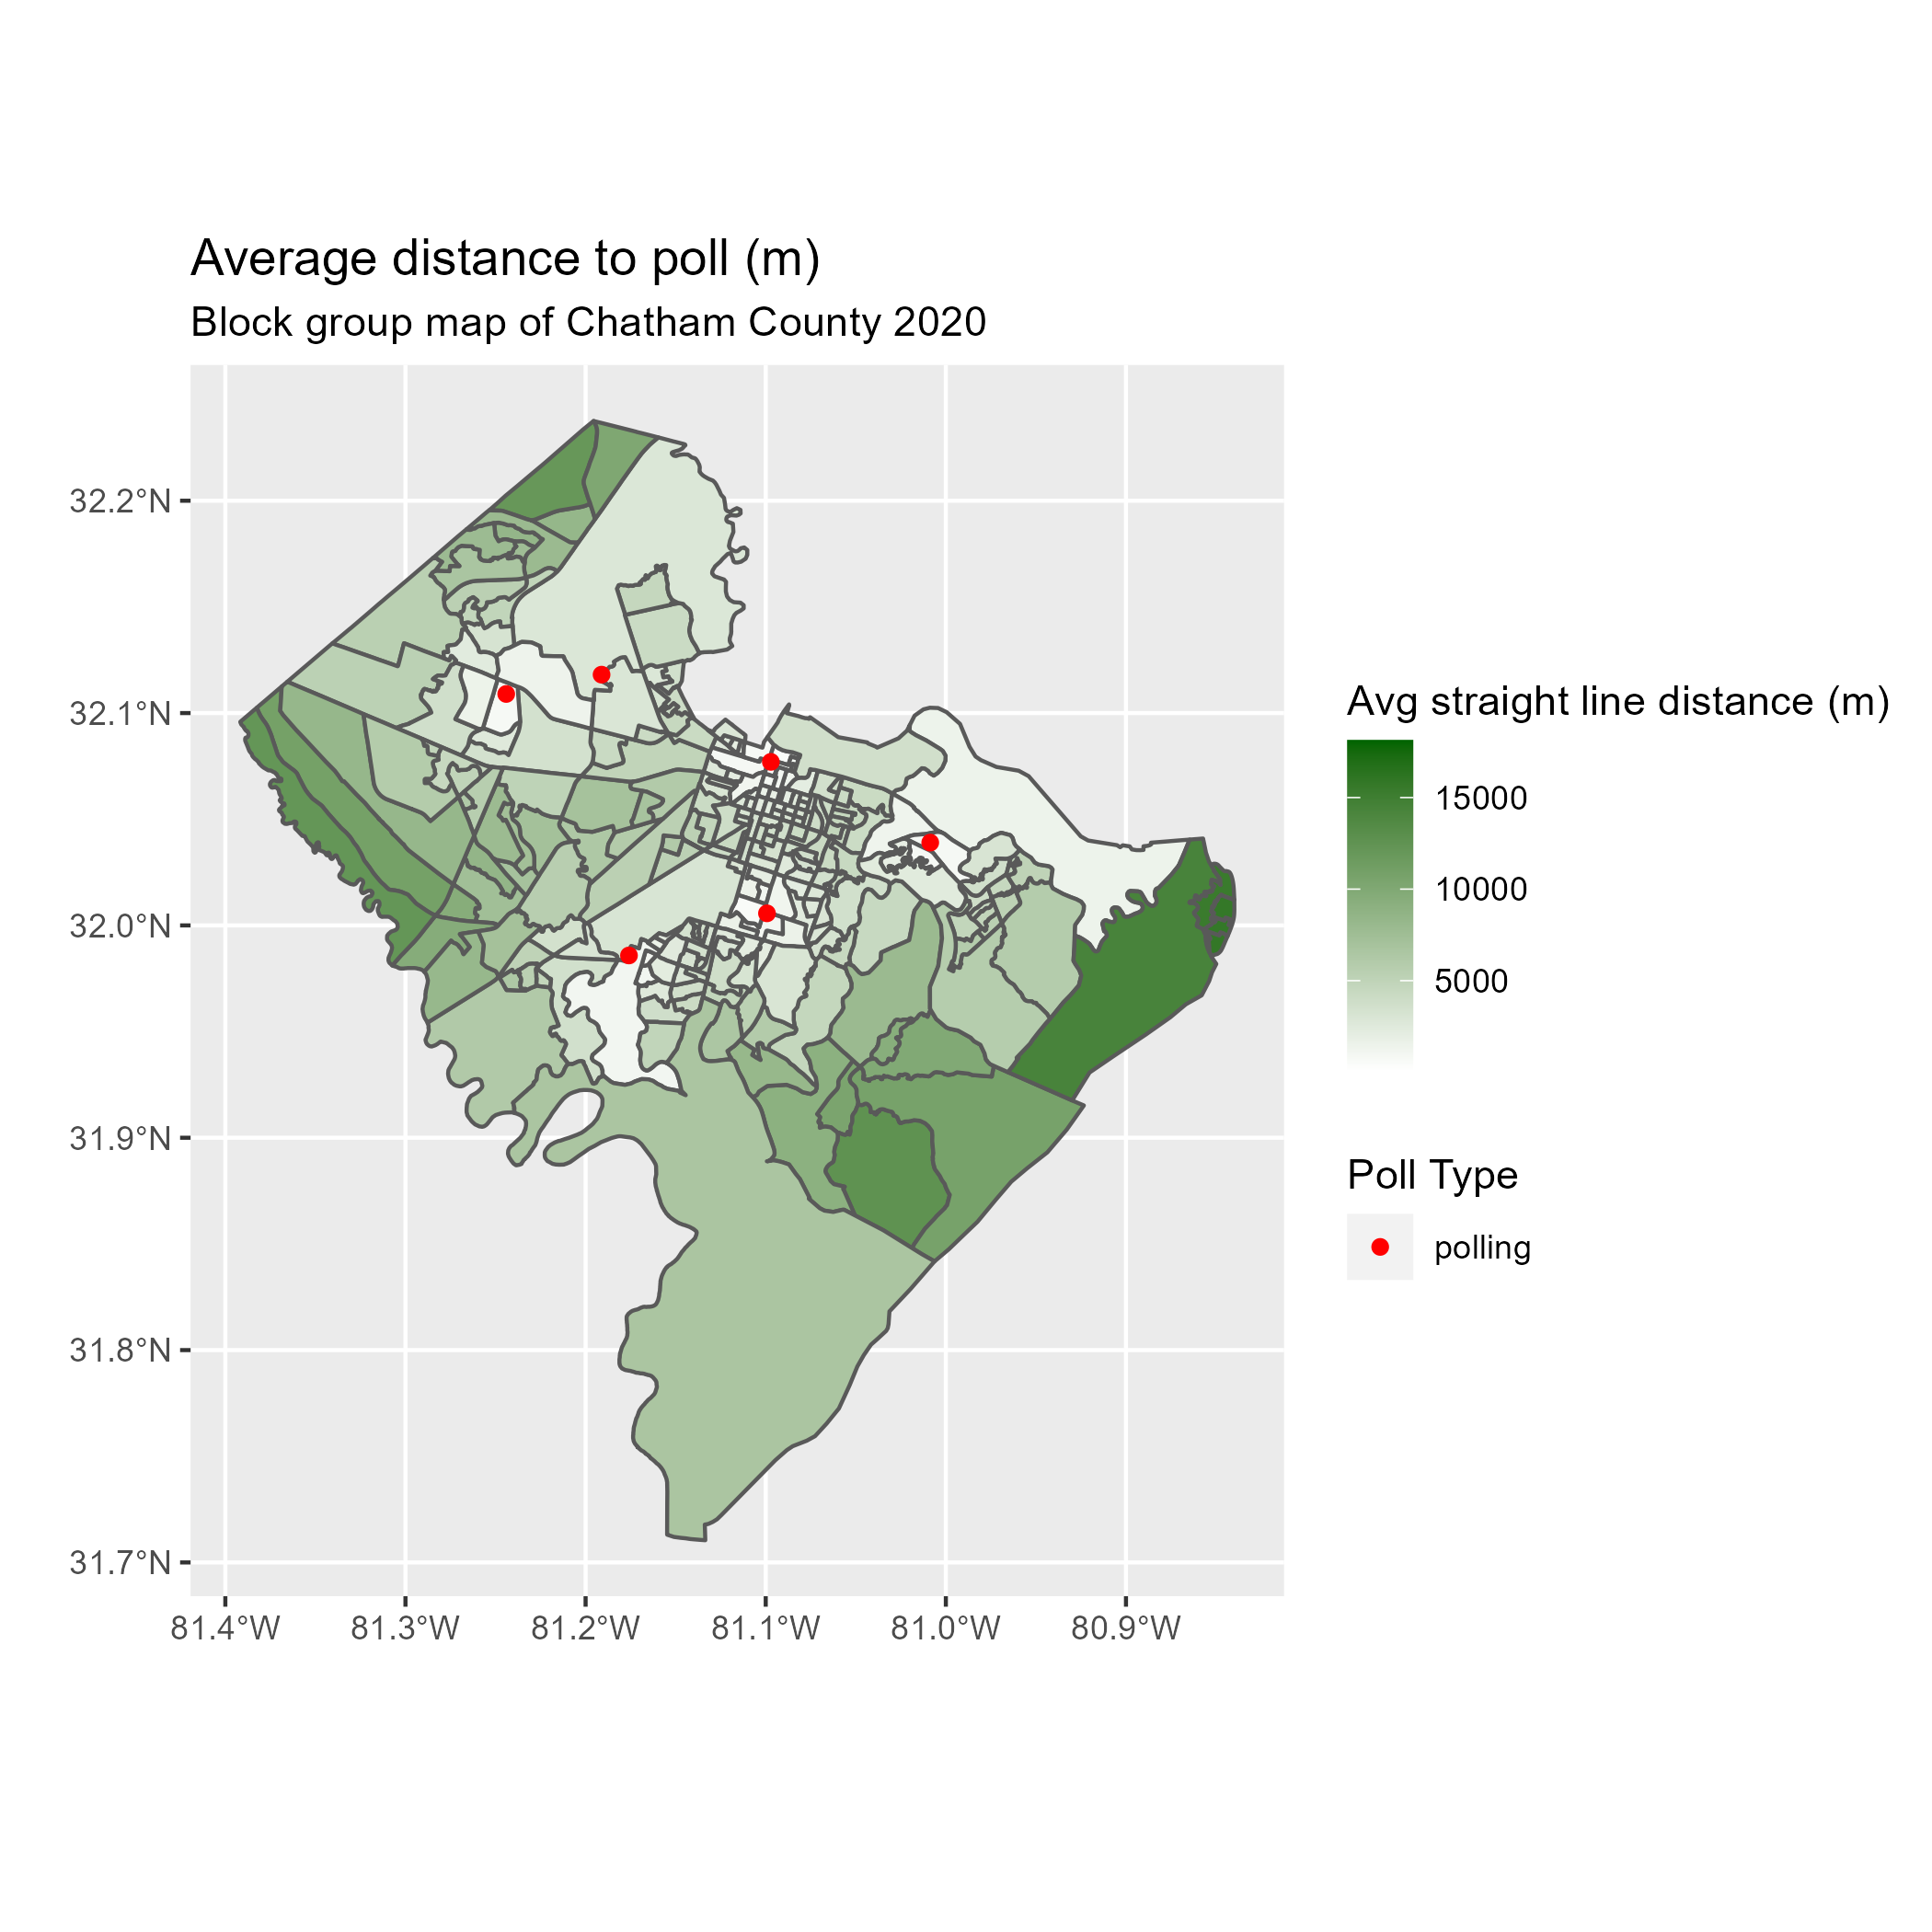 Average distance to poll (m)
Block group map of Chatham County 2020
32.2°N
32.1°N
32.0°N
31.9°N
31.8°N
31.7°N
81.4°W
81.3°W
81.2°W
81.1°W
81.0°W
80.9°W
Avg straight line distance (m)
15000
10000
5000
Poll Type
polling